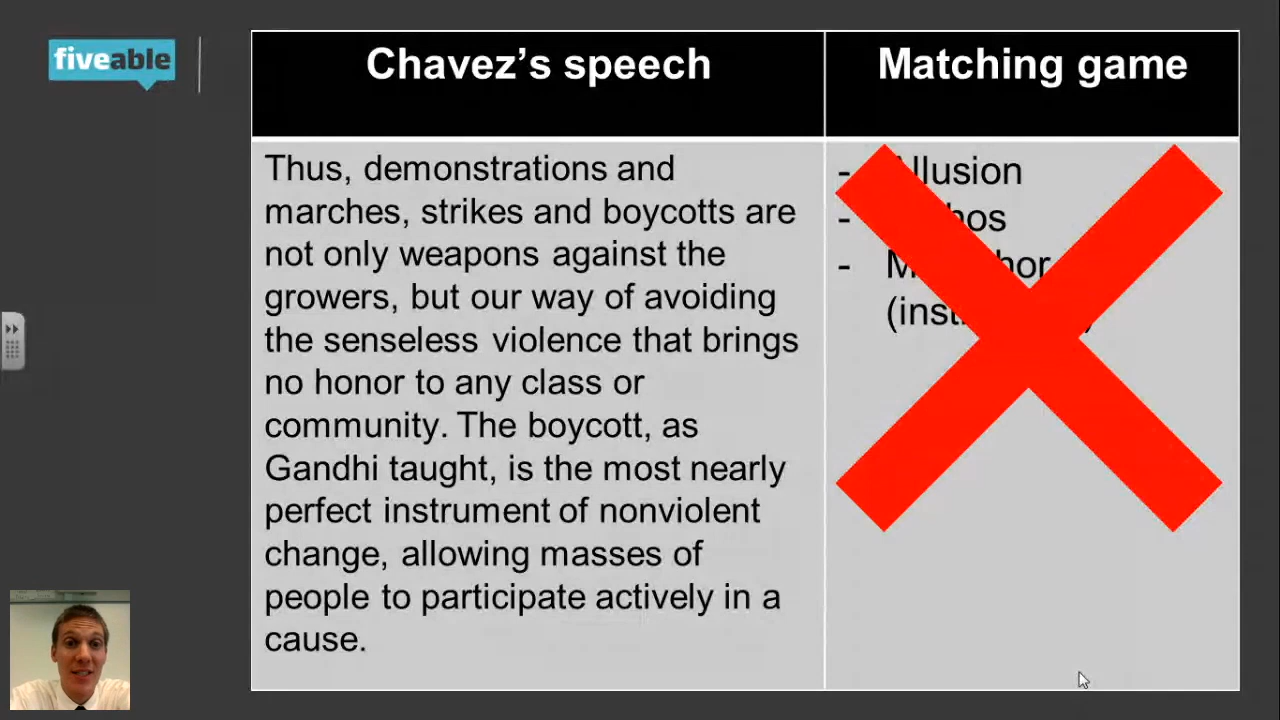 fiveable
Chavez's speech
Matching game
Thus, demonstrations and
marches, strikes and boycotts are
not only weapons against the
growers, but our way of avoiding
the senseless violence that brings
no honor to any class or
community. The boycott, as
Gandhi taught, is the most nearly
perfect instrument of nonviolent
change, allowing masses of
people to participate actively in a
cause.
- Allusion
-
-